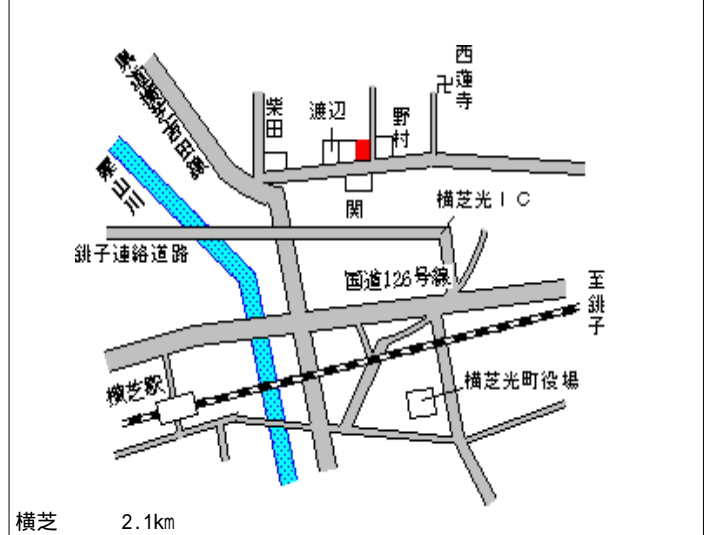 西蓮寺
柴田
渡辺
野村
関
栗山川
横芝光IC
銚子連絡道路
国道126号線
至銚子
横芝駅
横芝光町役場
横芝 2.1km